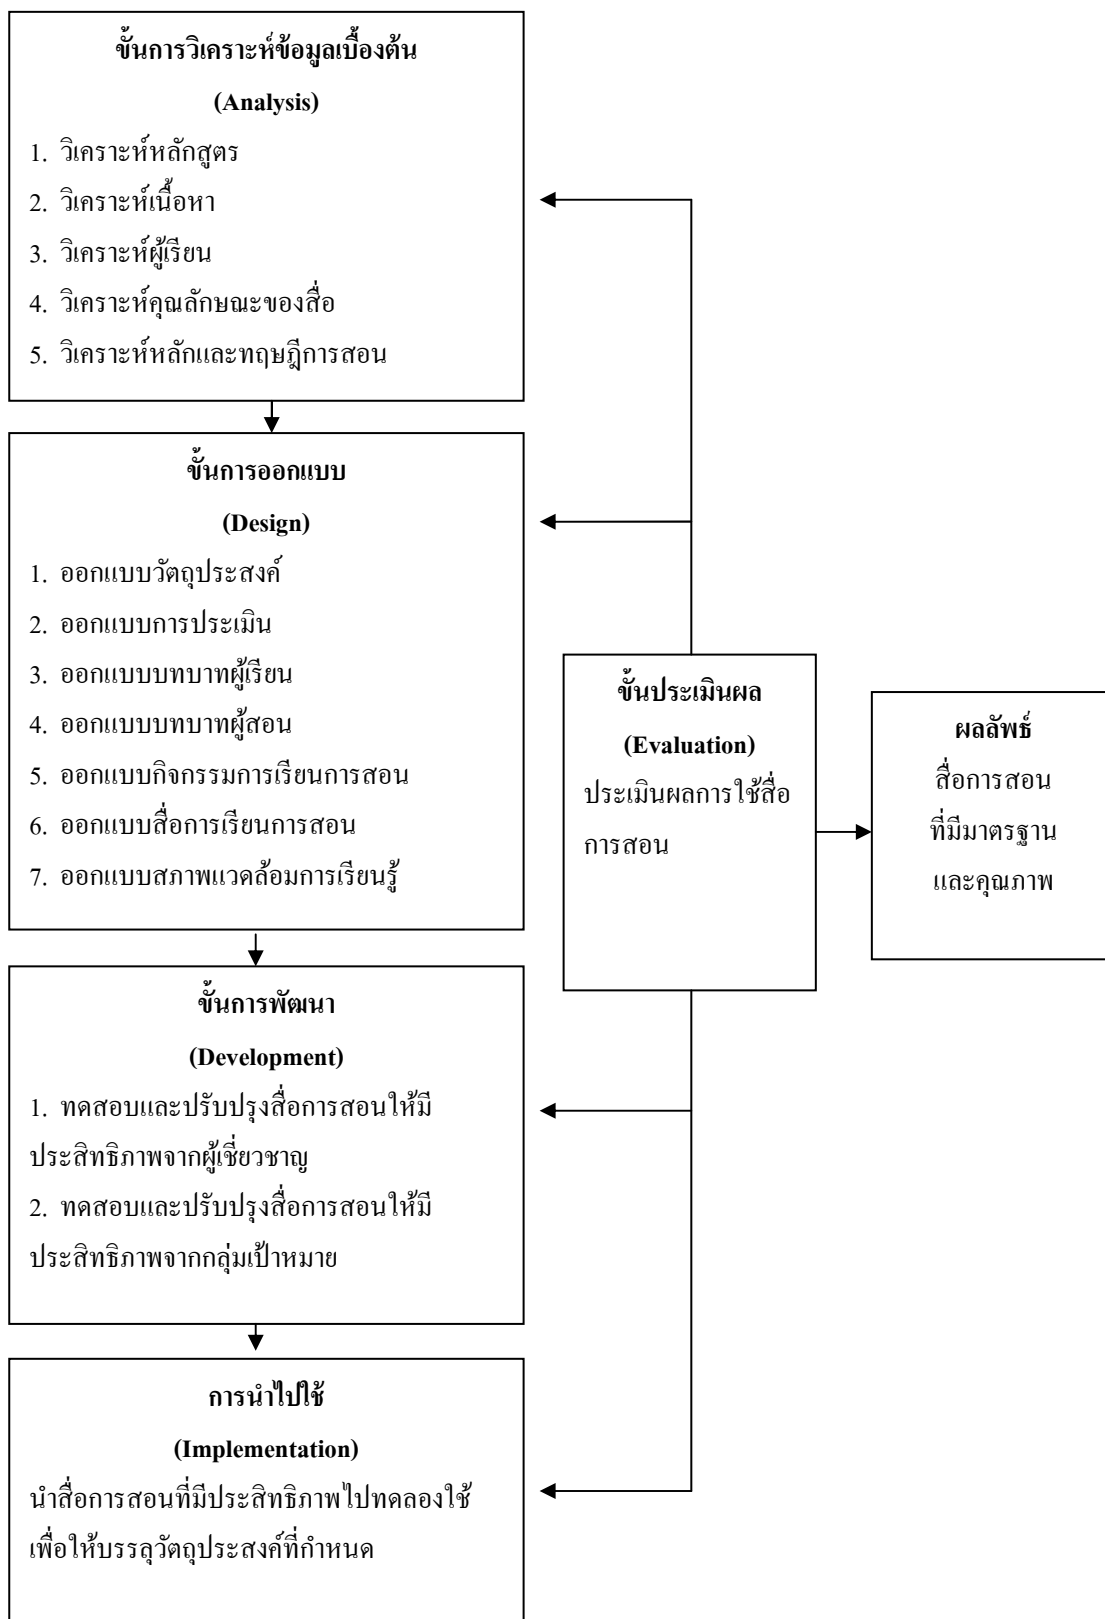 ขั้นการวิเคราะห์ข้อมูลเบื้องต้น
(Analysis)
1. วิเคราะห์หลักสูตร
2. วิเคราะห์เนื้อหา
3. วิเคราะห์ผู้เรียน
4. วิเคราะห์คุณลักษณะของสื่อ
5. วิเคราะห์หลักและทฤษฎีการสอน
ขั้นการออกแบบ
(Design)
1. ออกแบบวัตถุประสงค์
2. ออกแบบการประเมิน
3. ออกแบบบทบาทผู้เรียน
4. ออกแบบบทบาทผู้สอน
5. ออกแบบกิจกรรมการเรียนการสอน
6. ออกแบบสื่อการเรียนการสอน
7. ออกแบบสภาพแวดล้อมการเรียนรู้
ขั้นการพัฒนา
(Development)
1. ทดสอบและปรับปรุงสื่อการสอนให้มี
ประสิทธิภาพจากผู้เชี่ยวชาญ
2. ทดสอบและปรับปรุงสื่อการสอนให้มี
ประสิทธิภาพจากกลุ่มเป้าหมาย
การนำไปใช้
(Implementation)
นำสื่อการสอนที่มีประสิทธิภาพไปทดลองใช้
เพื่อให้บรรลุวัตถุประสงค์ที่กำหนด
ขั้นประเมินผล
(Evaluation)
ประเมินผลการใช้สื่อ
การสอน
ผลลัพธ์
สื่อการสอน
ที่มีมาตรฐาน
และคุณภาพ